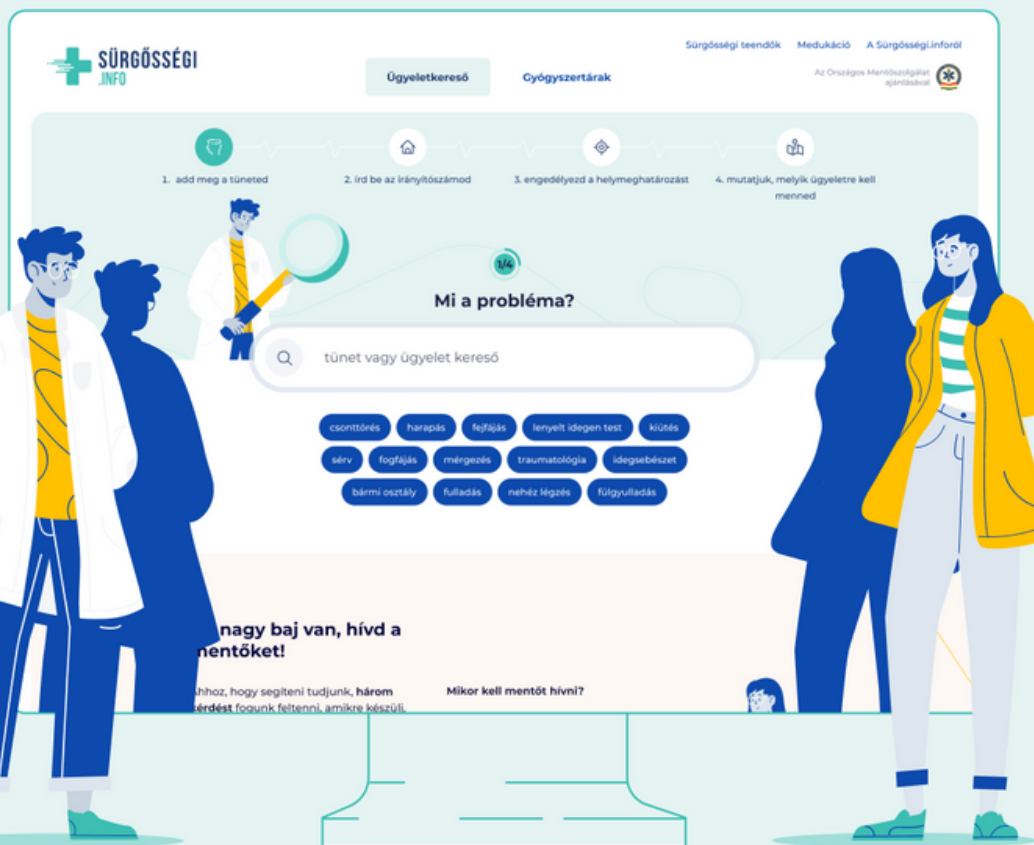 SÜRGŐSSÉGI
.INFO
Ügyeletkereső
Gyógyszertárak
Sürgősségi teendők
Medukáció
A Sürgősségi.inforól
Az Országos Mentőszolgálat
ajánlásával
1. add meg a tüneted
2. írd be az irányítószámod
3. engedélyezd a helymeghatározást
4. mutatjuk, melyik ügyeletre kell
menned
1/4
Mi a probléma?
tünet vagy ügyelet kereső
csonttörés harapás fejfájás lenyelt idegen test kiütés
sérv fogfájás mérgezés traumatológia idegsebészet
bármi osztály fulladás nehéz légzés fülgyulladás
nagy baj van, hívd a
mentőket!
hhoz, hogy segíteni tudjunk, három
érdést fogunk feltenni, amikre készülj.
Mikor kell mentőt hívni?